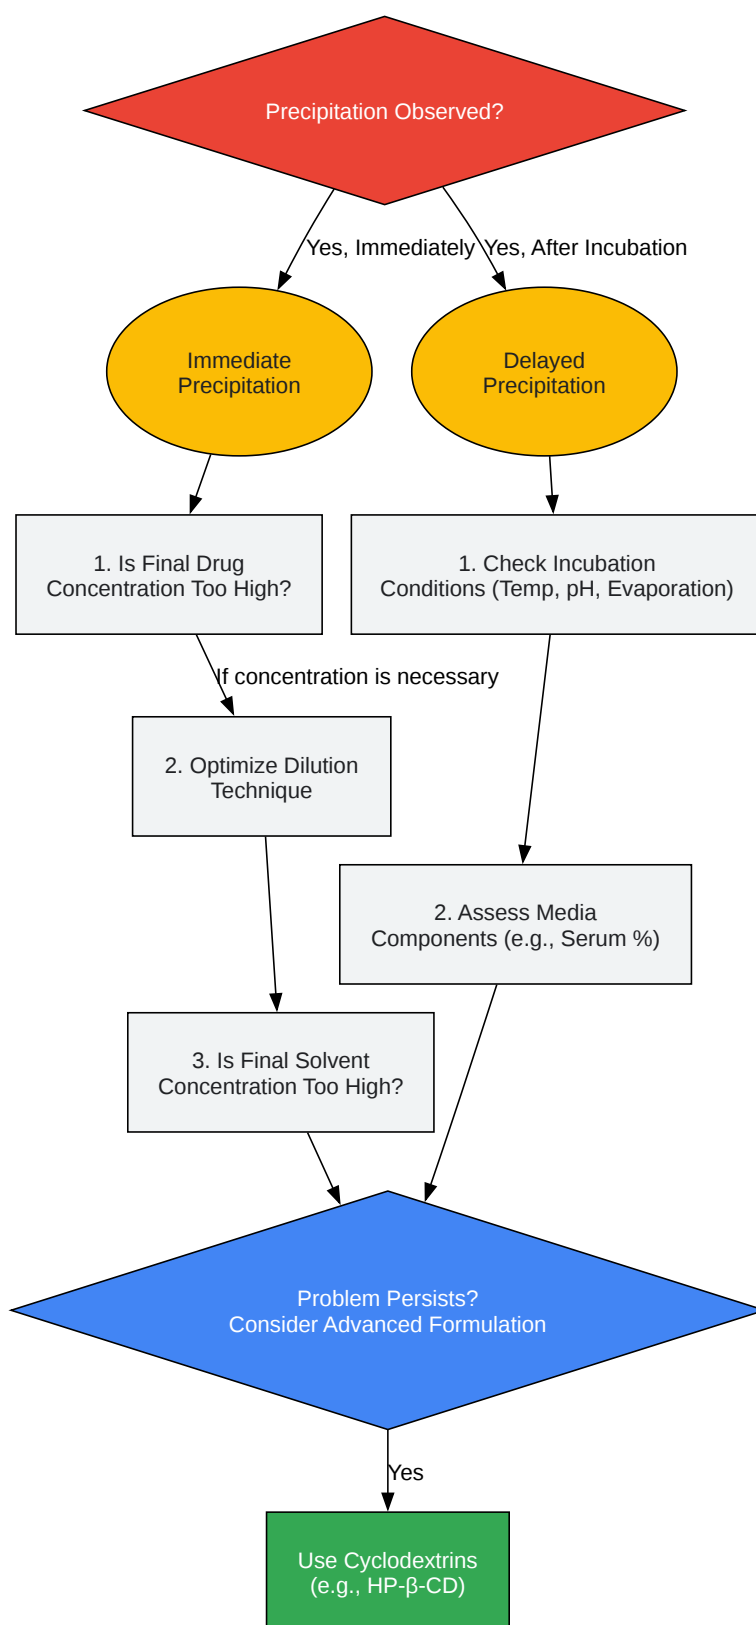 Precipitation Observed?
Yes, Immediately
Yes, After Incubation
Immediate
Precipitation
Delayed
Precipitation
1. Is Final Drug
Concentration Too High?
1. Check Incubation
Conditions (Temp, pH, Evaporation)
If concentration is necessary
2. Optimize Dilution
Technique
2. Assess Media
Components (e.g., Serum %)
3. Is Final Solvent
Concentration Too High?
Problem Persists?
Consider Advanced Formulation
Yes
Use Cyclodextrins
(e.g., HP-β-CD)